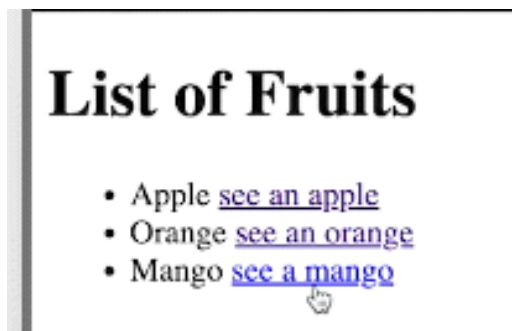 List of Fruits
• Apple see an apple
• Orange see an orange
• Mango see a mango